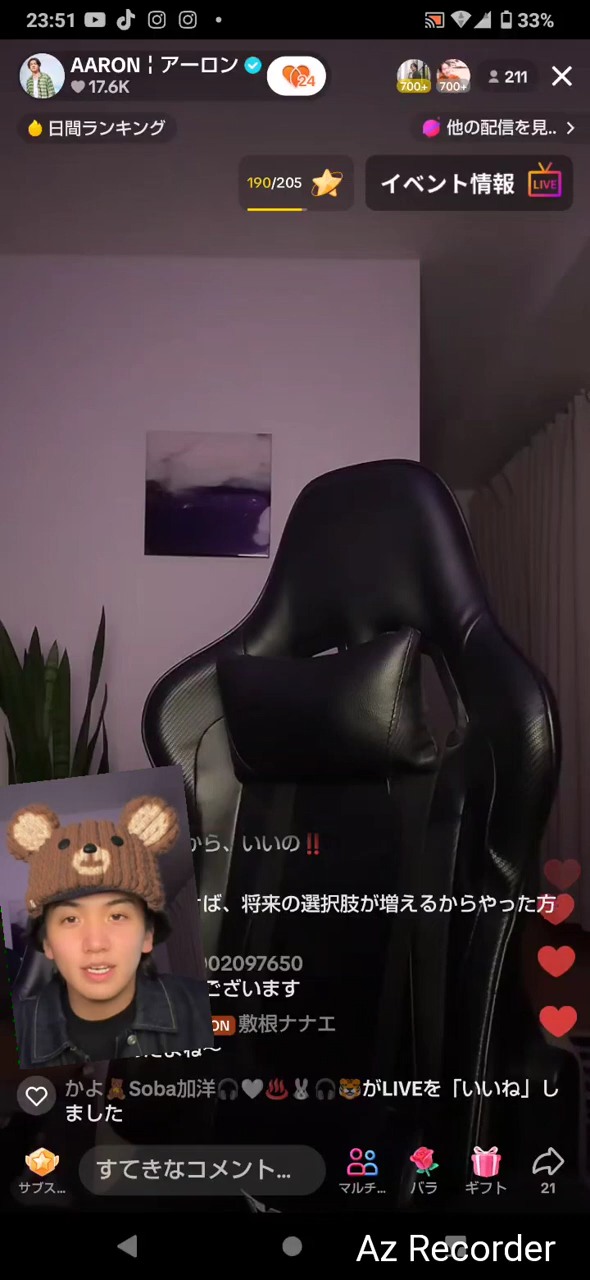 23:51
33%
AARON ¦ アーロン
17.6K
24
700+
700+
211
日間ランキング
他の配信を見..
190/205
イベント情報
LIVE
から、いいの‼️
ば、将来の選択肢が増えるからやった方
02097650
ございます
ON 敷根ナナエ
よね〜
かよ🧸Soba加洋🎧🩶♨️🐰🎧🐯がLIVEを「いいね」し
ました
サブス...
すてきなコメント...
マルチ...
バラ
ギフト
21
Az Recorder